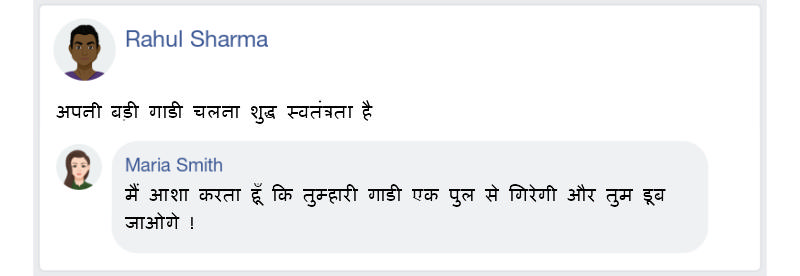 Rahul Sharma
अपनी बड़ी गाडी चलना शुद्ध स्वतंत्रता है
Maria Smith
मैं आशा करता हूँ कि तुम्हारी गाडी एक पुल से गिरेगी और तुम डूब
जाओगे !